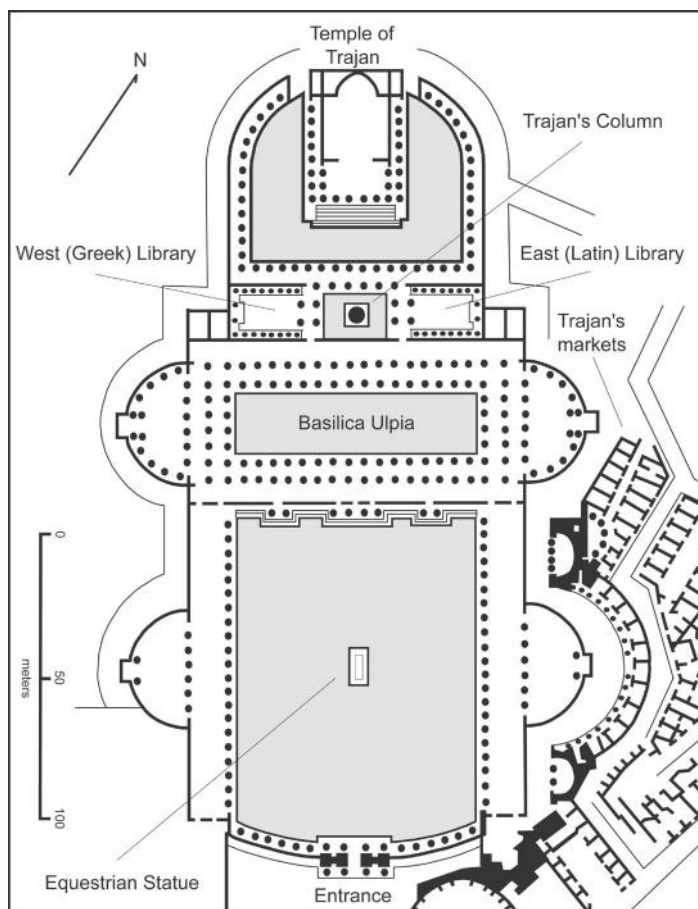 Temple of
Trajan
N
Trajan's Column
West (Greek) Library
East (Latin) Library
Trajan's
markets
Basilica Ulpia
0
meters
50
100
Equestrian Statue
Entrance